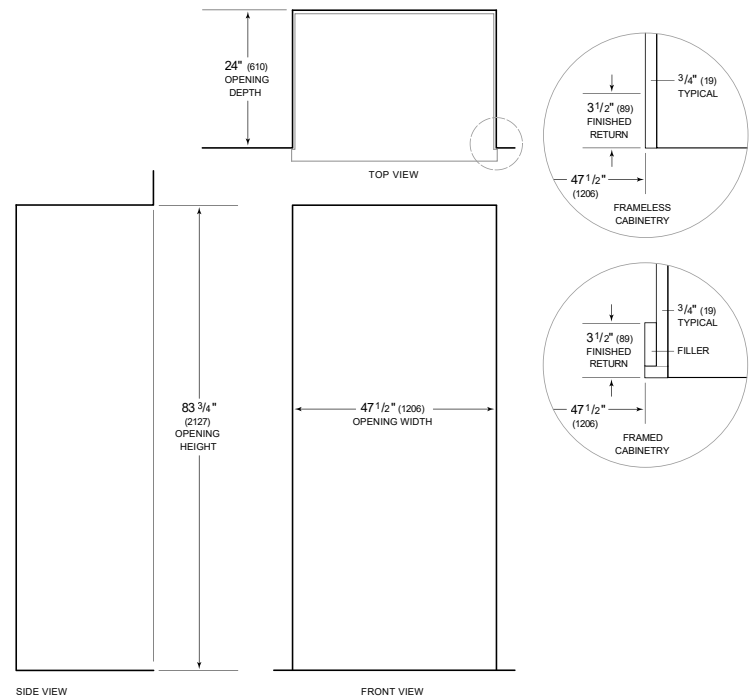 24" (610)
OPENING
DEPTH
TOP VIEW
3/4" (19)
TYPICAL
3 1/2" (89)
FINISHED
RETURN
47 1/2"
(1206)
FRAMELESS
CABINETRY
3/4" (19)
TYPICAL
3 1/2" (89)
FINISHED
RETURN
FILLER
47 1/2"
(1206)
FRAMED
CABINETRY
83 3/4"
(2127)
OPENING
HEIGHT
47 1/2" (1206)
OPENING WIDTH
SIDE VIEW
FRONT VIEW